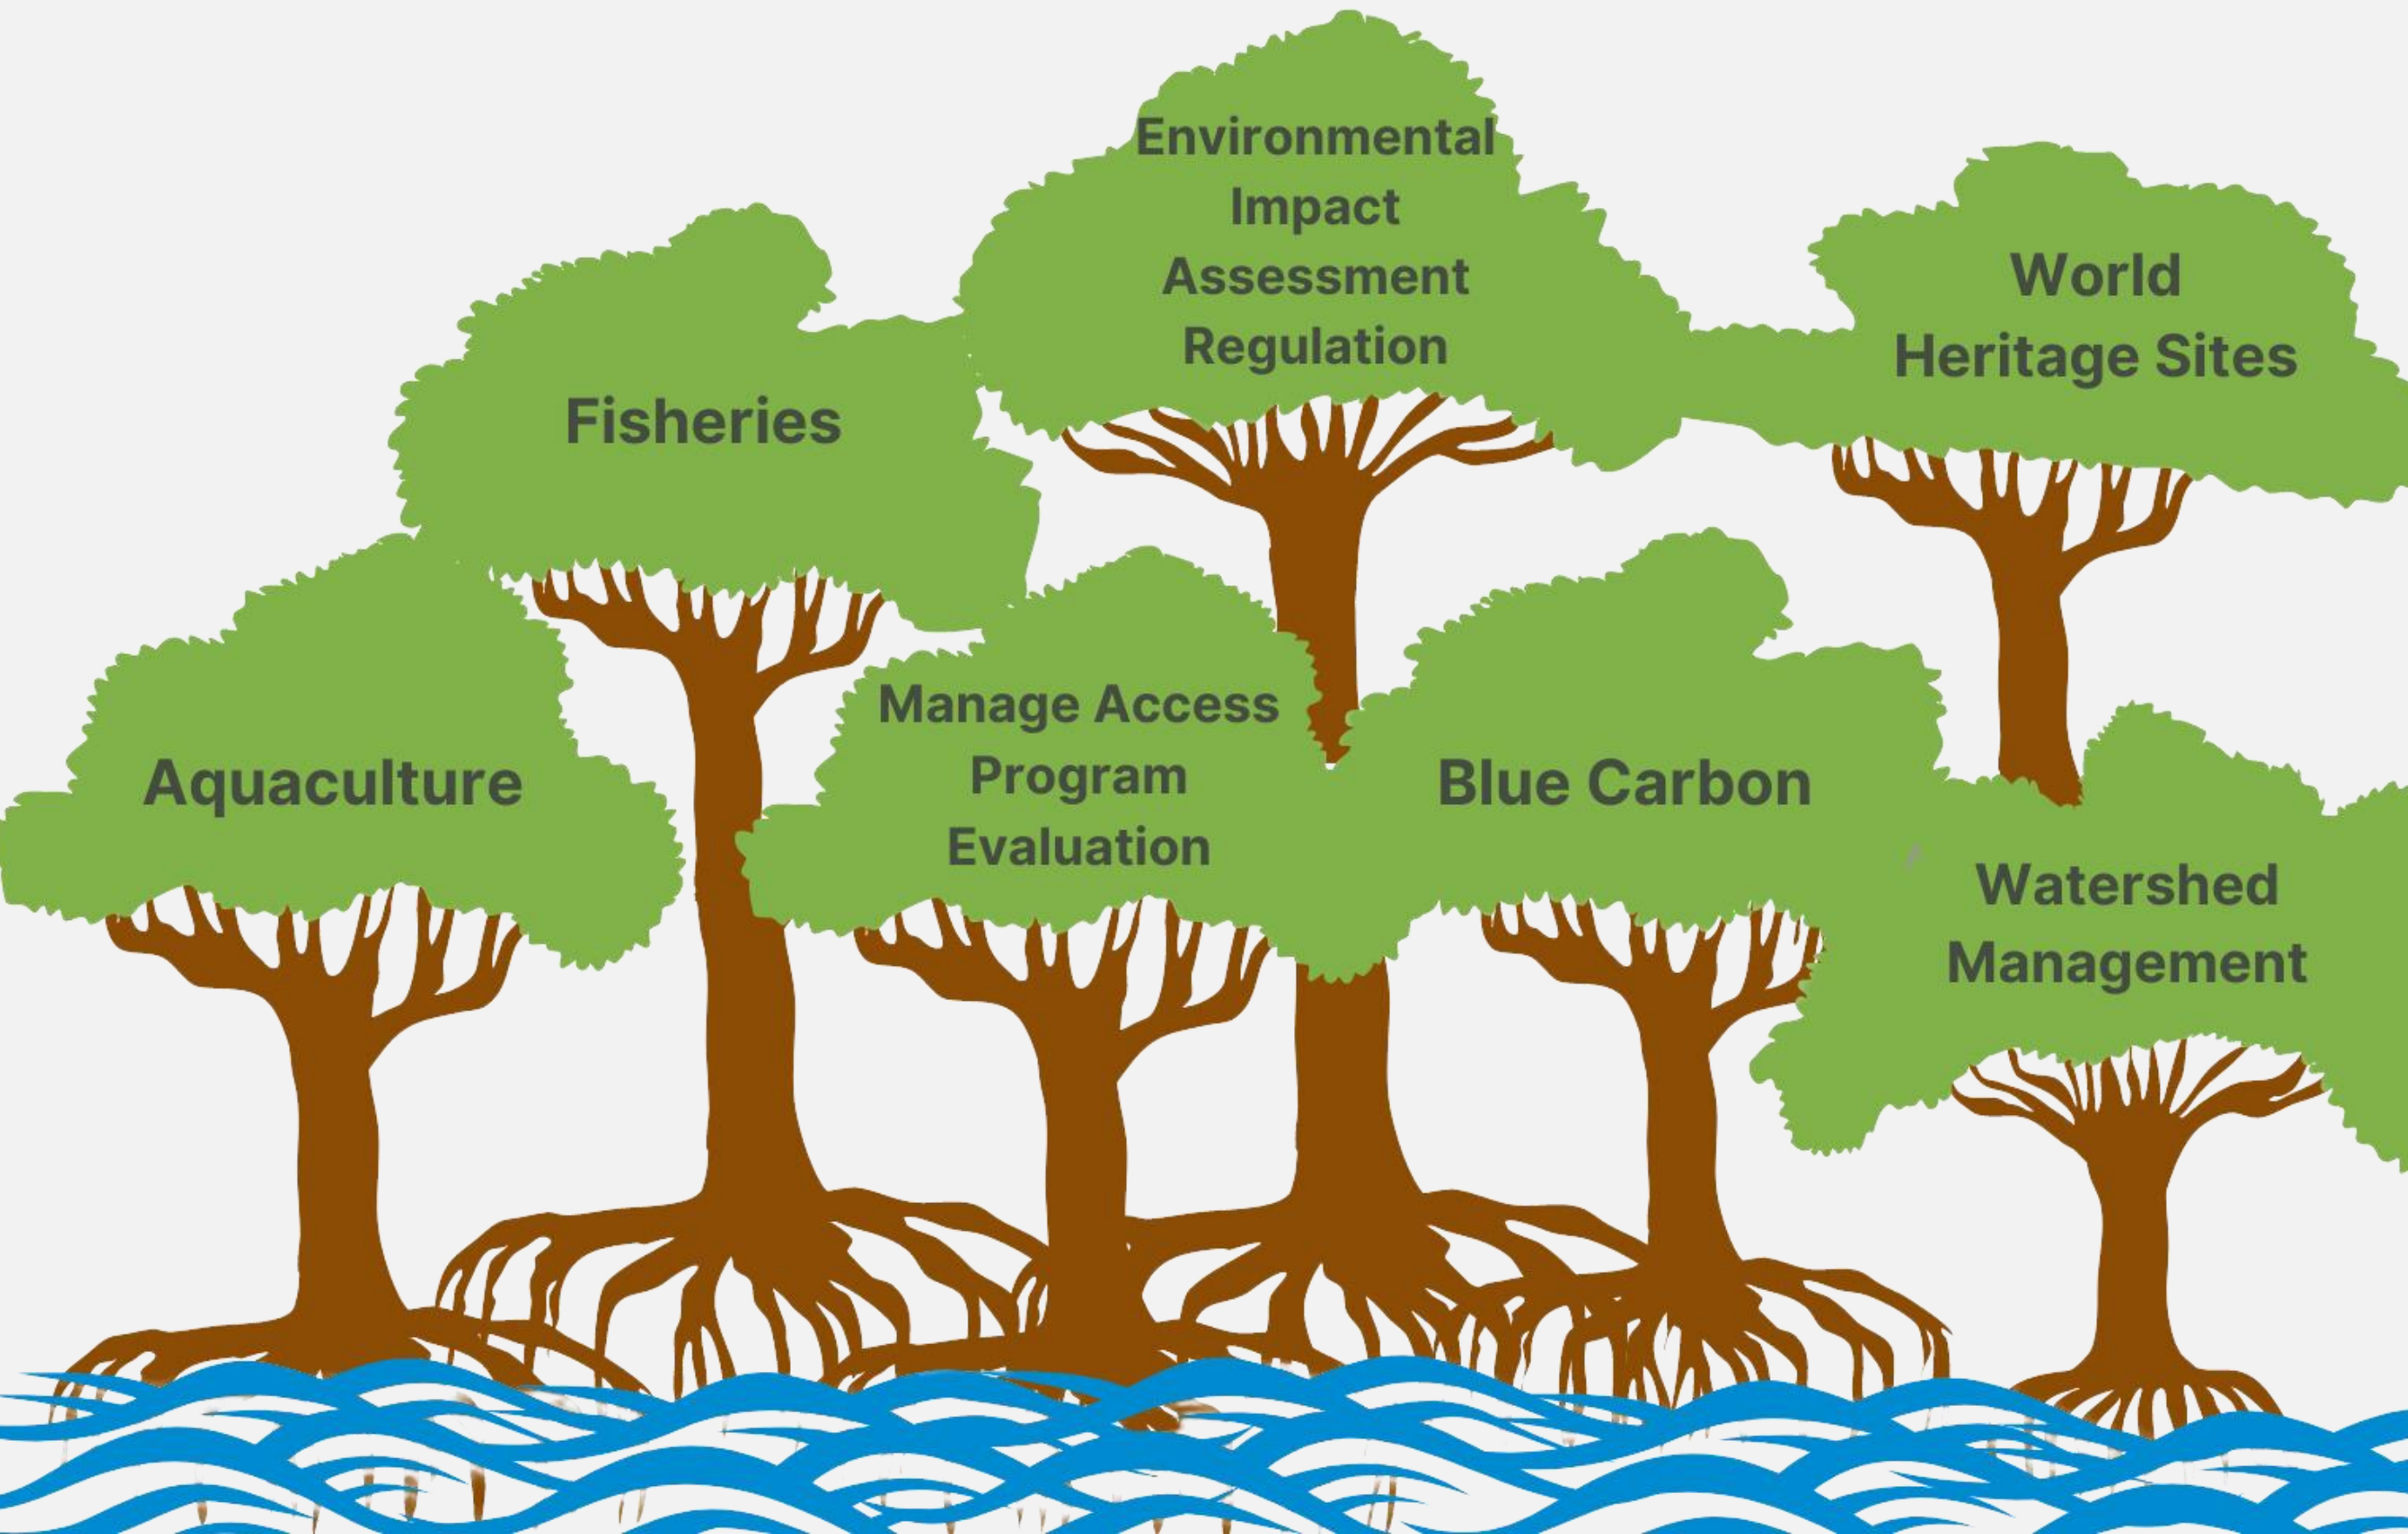 Environmental
Impact
Assessment
Regulation
World
Heritage Sites
Fisheries
Manage Access
Program
Evaluation
Aquaculture
Blue Carbon
Watershed
Management